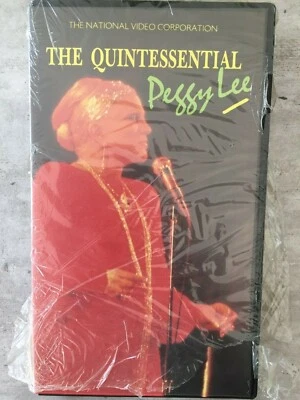 THE NATIONAL VIDEO CORPORATION
THE QUINTESSENTIAL
Peggy Lee